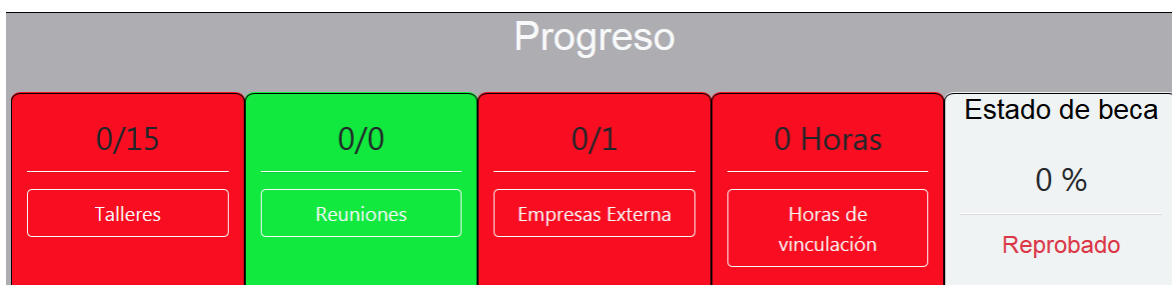 Progreso
0/15
Talleres
0/0
Reuniones
0/1
Empresas Externa
0 Horas
Horas de
vinculación
Estado de beca
0 %
Reprobado